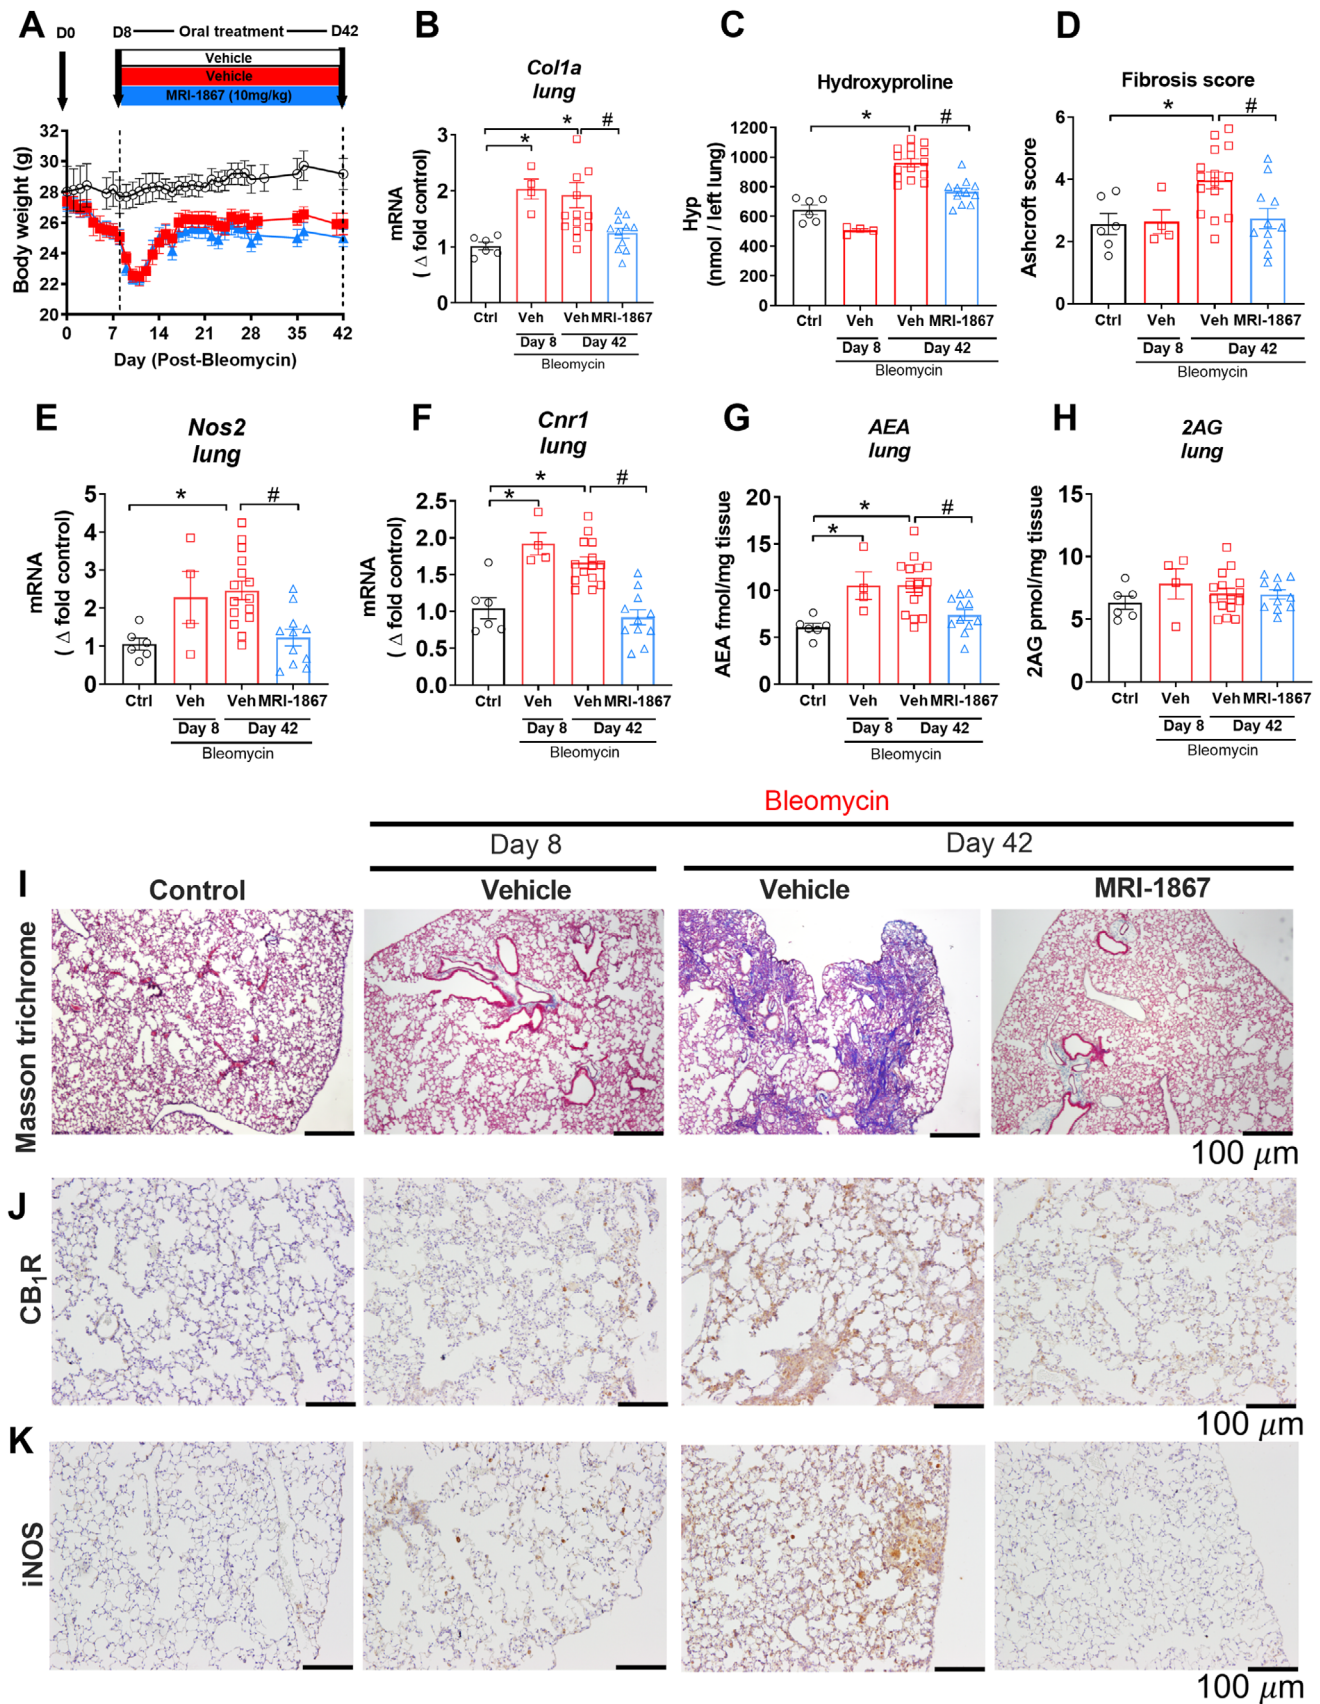 A
D0
D8
Oral treatment
D42
Vehicle
Vehicle
MRI-1867 (10mg/kg)
Body weight (g)
32
30
28
26
24
22
20
0
7
14
21
28
35
42
Day (Post-Bleomycin)
B
Col1a
lung
mRNA
( Δ fold control)
3
2
1
0
*
*
#
Ctrl
Veh
Veh
MRI-1867
Day 8
Day 42
Bleomycin
C
Hydroxyproline
Hyp
(nmol / left lung)
1200
1000
800
600
400
200
0
*
#
Ctrl
Veh
Veh
MRI-1867
Day 8
Day 42
Bleomycin
D
Fibrosis score
Ashcroft score
6
4
2
0
*
#
Ctrl
Veh
Veh
MRI-1867
Day 8
Day 42
Bleomycin
E
Nos2
lung
mRNA
( Δ fold control)
5
4
3
2
1
0
*
#
Ctrl
Veh
Veh
MRI-1867
Day 8
Day 42
Bleomycin
F
Cnr1
lung
mRNA
( Δ fold control)
2.5
2.0
1.5
1.0
0.5
0.0
*
*
#
Ctrl
Veh
Veh
MRI-1867
Day 8
Day 42
Bleomycin
G
AEA
lung
AEA fmol/mg tissue
20
15
10
5
0
*
*
#
Ctrl
Veh
Veh
MRI-1867
Day 8
Day 42
Bleomycin
H
2AG
lung
2AG pmol/mg tissue
15
10
5
0
Ctrl
Veh
Veh
MRI-1867
Day 8
Day 42
Bleomycin
Bleomycin
Day 8
Day 42
I
Control
Vehicle
Vehicle
MRI-1867
Masson trichrome
100 μm
J
CB1R
100 μm
K
iNOS
100 μm